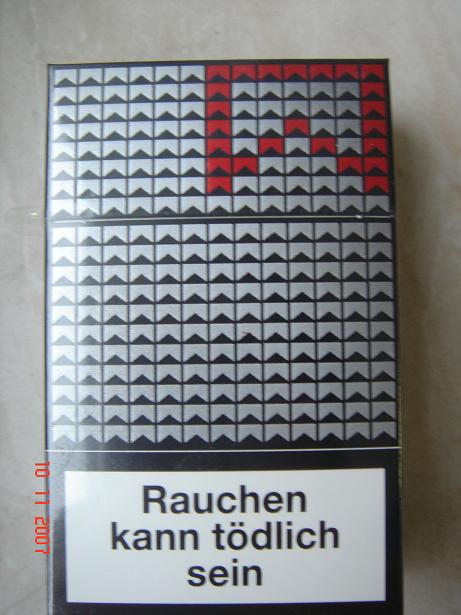 Rauchen
kann tödlich
sein
10 11 2007